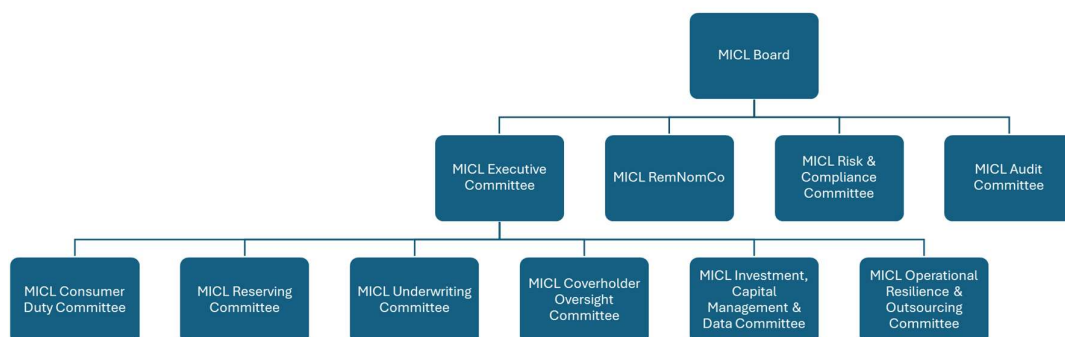 MICL Board
MICL Executive
Committee
MICL RemNomCo
MICL Risk &
Compliance
Committee
MICL Audit
Committee
MICL Consumer
Duty Committee
MICL Reserving
Committee
MICL Underwriting
Committee
MICL Coverholder
Oversight
Committee
MICL Investment,
Capital
Management &
Data Committee
MICL Operational
Resilience &
Outsourcing
Committee